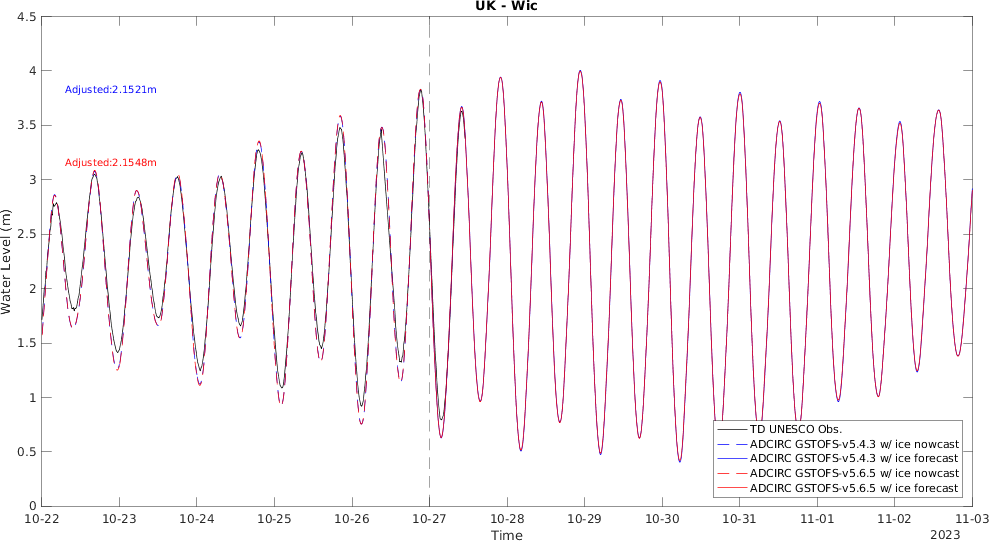 UK - Wic
4.5
4
3.5
3
2.5
2
1.5
1
0.5
0
Water Level (m)
Adjusted:2.1521m
Adjusted:2.1548m
TD UNESCO Obs.
ADCIRC GSTOFS-v5.4.3 w/ ice nowcast
ADCIRC GSTOFS-v5.4.3 w/ ice forecast
ADCIRC GSTOFS-v5.6.5 w/ ice nowcast
ADCIRC GSTOFS-v5.6.5 w/ ice forecast
10-22 10-23 10-24 10-25 10-26 10-27 10-28 10-29 10-30 10-31 11-01 11-02 11-03
Time
2023